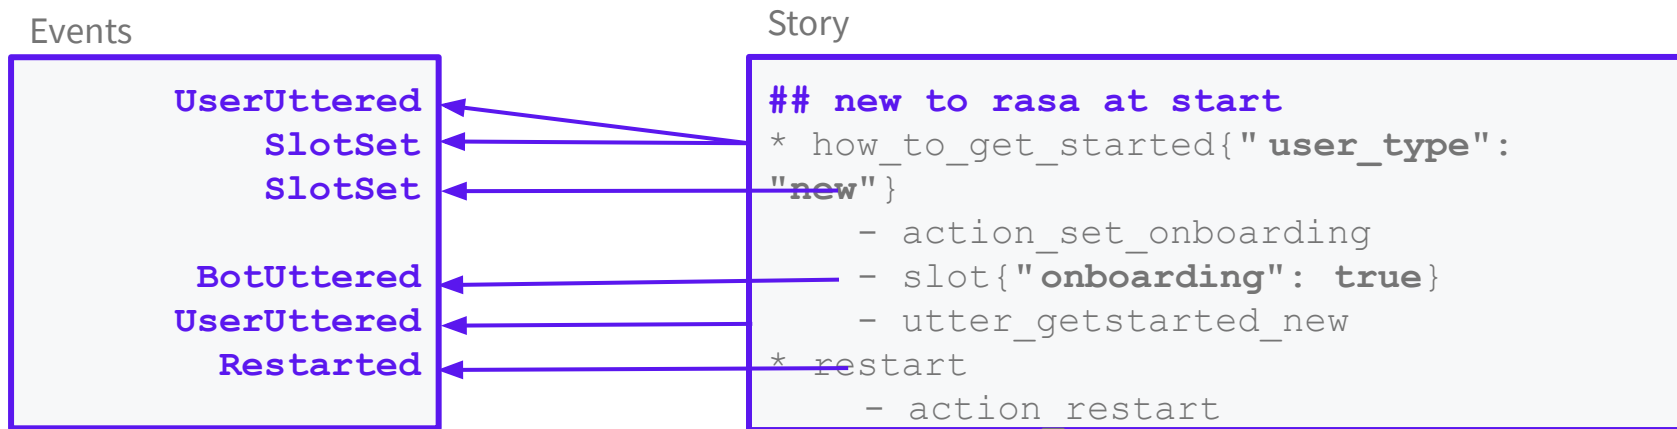 Events
UserUttered
SlotSet
SlotSet
BotUttered
UserUttered
Restarted
Story
## new to rasa at start
* how_to_get_started{"user_type":
"new"}
- action_set_onboarding
- slot{"onboarding": true}
- utter_getstarted_new
* restart
- action_restart